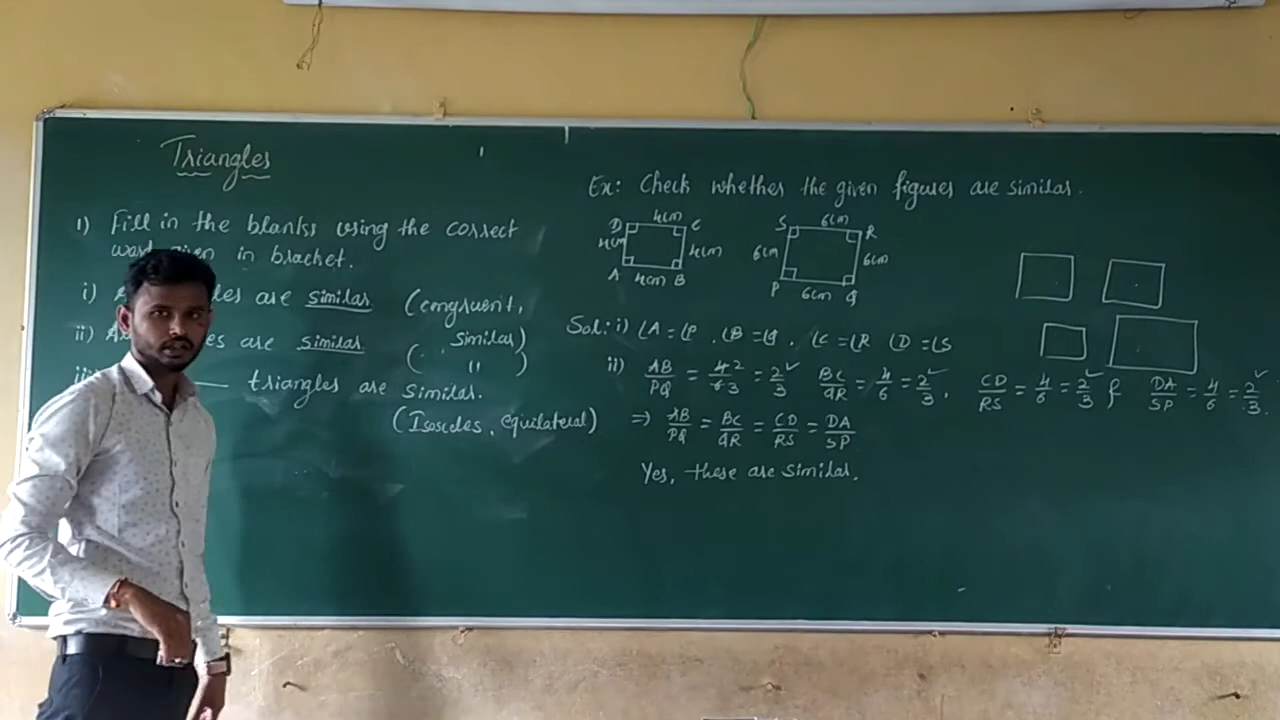 Triangles
1) Fill in the blanks using the correct
given in bracket.
i) are similar (congruent,
ii) are similar Similar)
( " )
triangles are Similar.
(Isosceles, equilateral)
Ex: Check whether the given figures are similar.
D 4cm C
4cm 4cm
A 4cm B
S 6cm R
6cm 6cm
P 6cm Q
Sol: i) ∠A = ∠P, ∠B = ∠Q, ∠C = ∠R ∠D = ∠S
ii) AB/PQ = 4/6 2/3 = 2/3 ✓ BC/QR = 4/6 = 2/3 ✓, CD/RS = 4/6 = 2/3 ✓ & DA/SP = 4/6 = 2/3 ✓.
⇒ AB/PQ = BC/QR = CD/RS = DA/SP
Yes, these are similar.